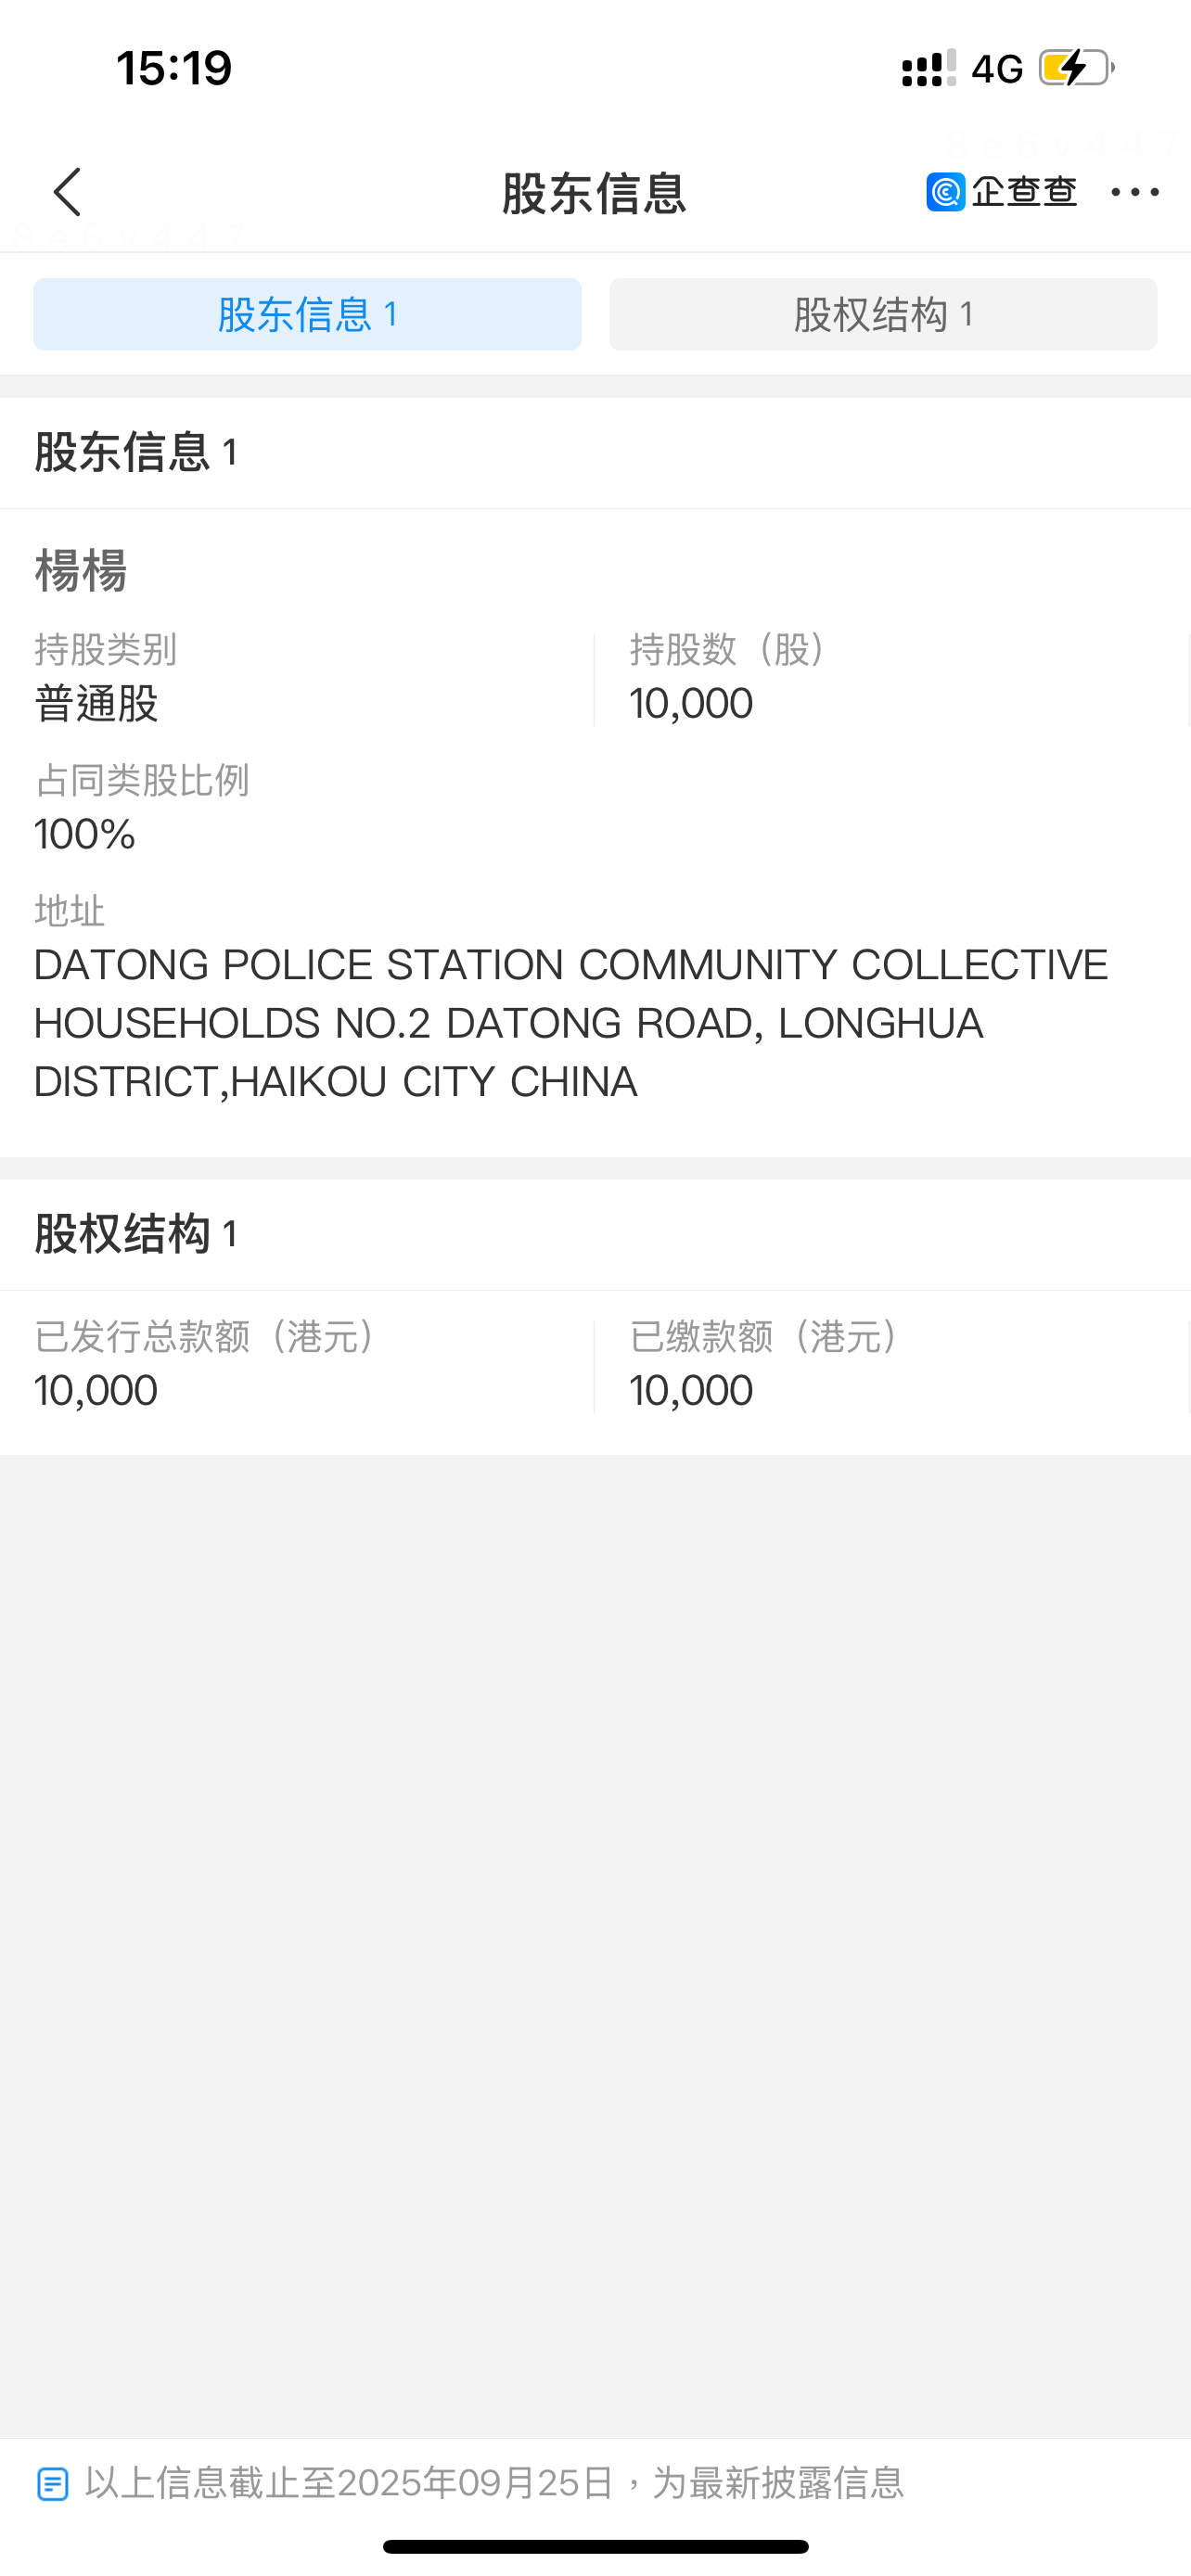 15:19
4G
股东信息
企查查
股东信息 1
股权结构 1
股东信息 1
楊楊
持股类别
持股数（股）
普通股
10,000
占同类股比例
100%
地址
DATONG POLICE STATION COMMUNITY COLLECTIVE
HOUSEHOLDS NO.2 DATONG ROAD, LONGHUA
DISTRICT,HAIKOU CITY CHINA
股权结构 1
已发行总款额（港元）
已缴款额（港元）
10,000
10,000
以上信息截止至2025年09月25日，为最新披露信息